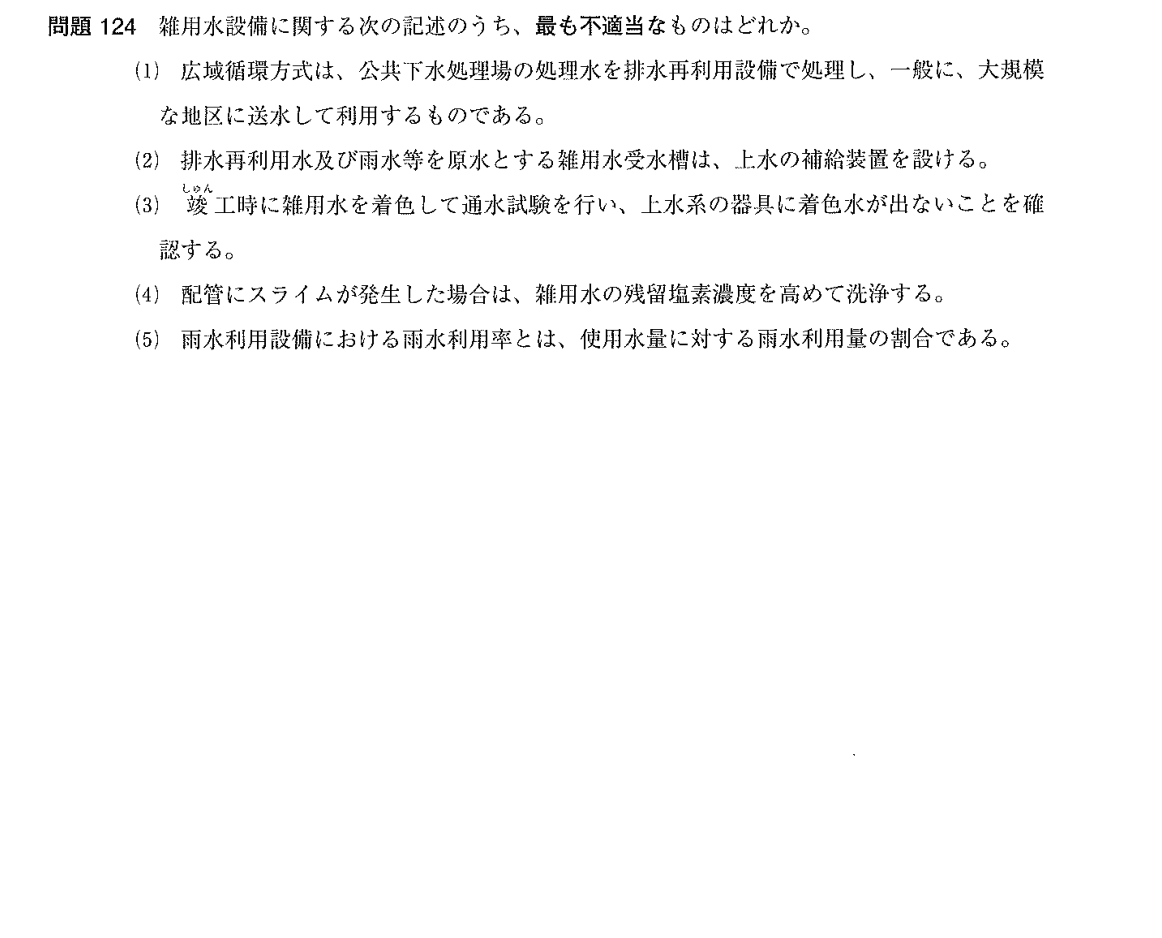 問題 124 雑用水設備に関する次の記述のうち、最も不適当なものはどれか。
(1) 広域循環方式は、公共下水処理場の処理水を排水再利用設備で処理し、一般に、大規模
な地区に送水して利用するものである。
(2) 排水再利用水及び雨水等を原水とする雑用水受水槽は、上水の補給装置を設ける。
しゅん
(3) 竣工時に雑用水を着色して通水試験を行い、上水系の器具に着色水が出ないことを確
認する。
(4) 配管にスライムが発生した場合は、雑用水の残留塩素濃度を高めて洗浄する。
(5) 雨水利用設備における雨水利用率とは、使用水量に対する雨水利用量の割合である。